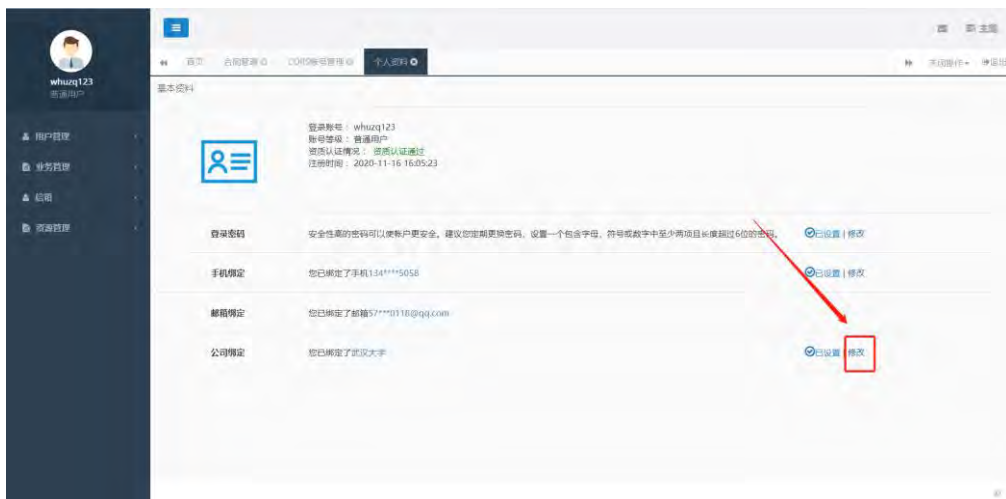 主题
首页 合同管理 CORS账号管理 个人资料
关闭操作 退出
whuzq123
普通用户
基本资料
登录账号： whuzq123
账号等级：普通用户
资质认证情况： 资质认证通过
注册时间： 2020-11-16 16:05:23
用户管理
业务管理
信箱
资源管理
登录密码 安全性高的密码可以使帐户更安全。建议您定期更换密码，设置一个包含字母、符号或数字中至少两项且长度超过6位的密码。 已设置 | 修改
手机绑定 您已绑定了手机134****5058 已设置 | 修改
邮箱绑定 您已绑定了邮箱57***0118@qq.com
公司绑定 您已绑定了武汉大学 已设置 | 修改